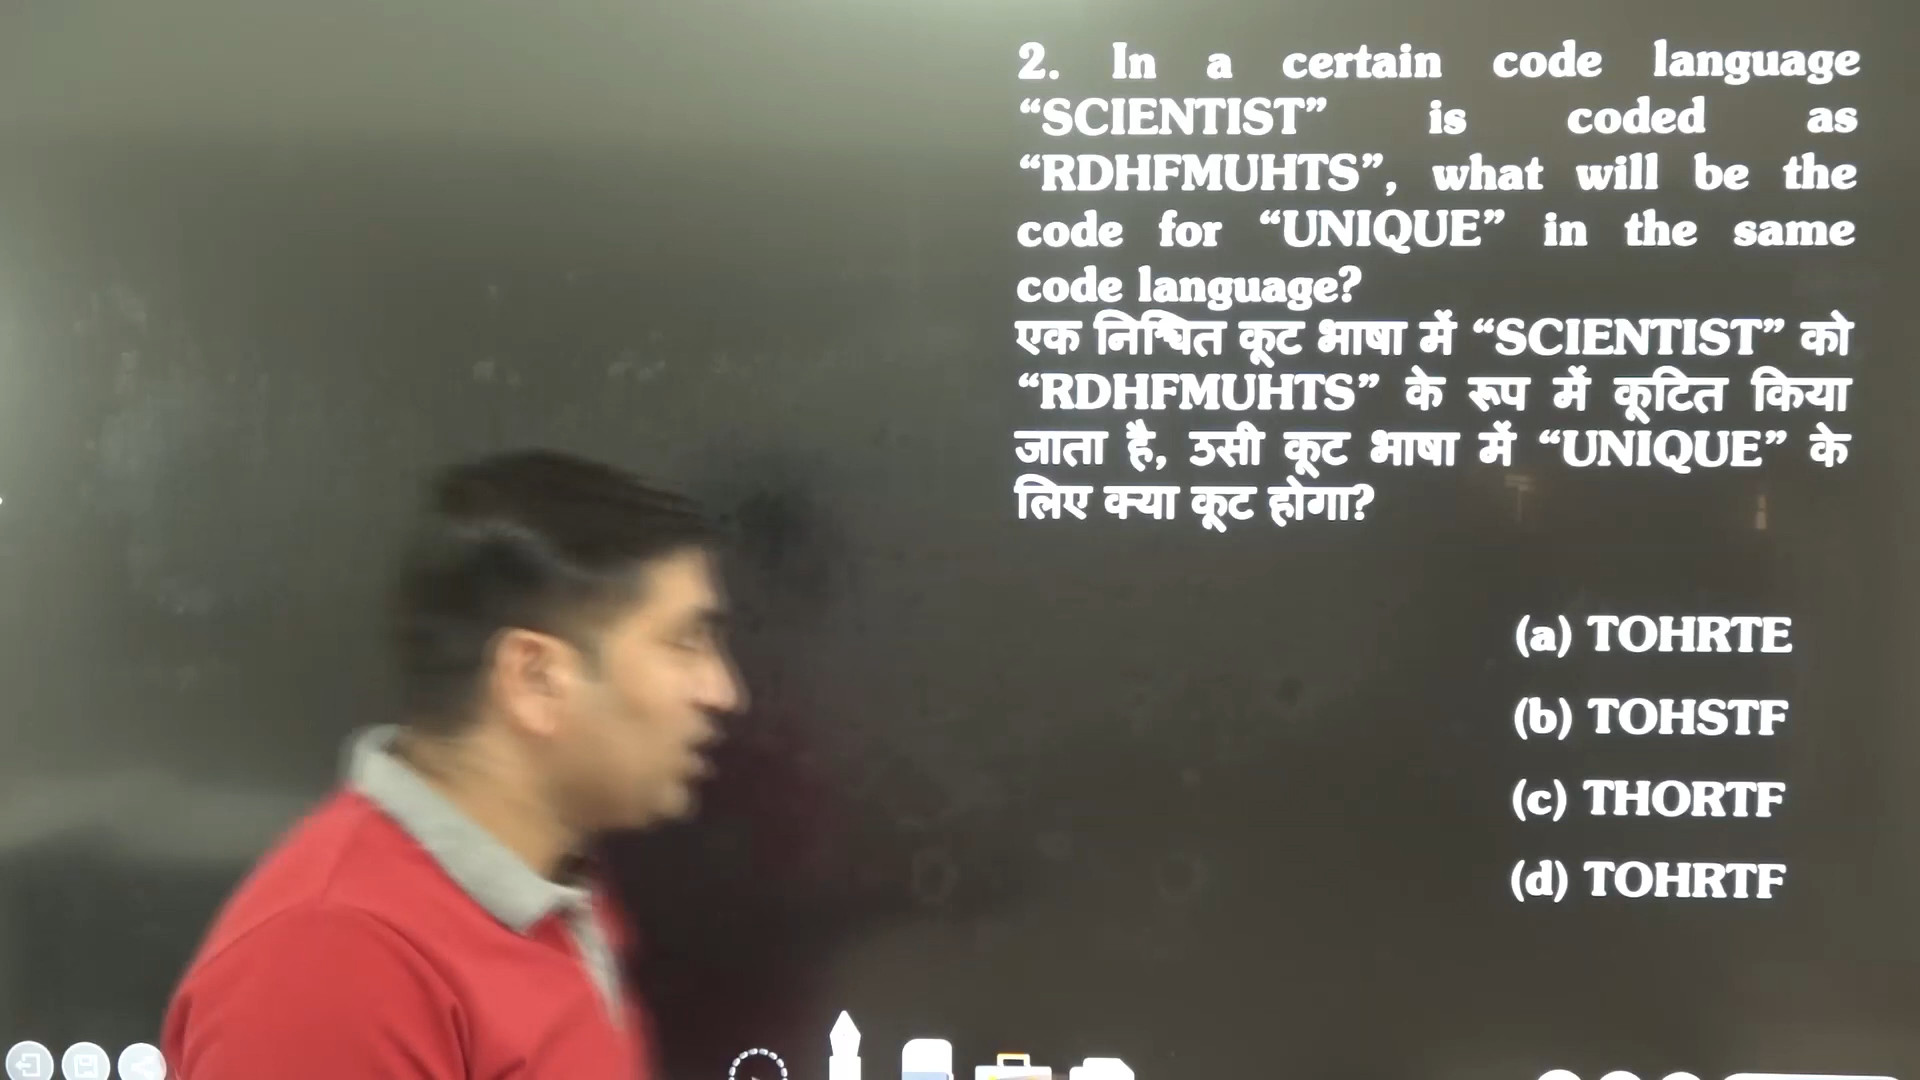 2. In a certain code language
“SCIENTIST” is coded as
“RDHFMUHTS”, what will be the
code for “UNIQUE” in the same
code language?
एक निश्चित कूट भाषा में “SCIENTIST” को
“RDHFMUHTS” के रूप में कूटित किया
जाता है, उसी कूट भाषा में “UNIQUE” के
लिए क्या कूट होगा?
(a) TOHRTE
(b) TOHSTF
(c) THORTF
(d) TOHRTF